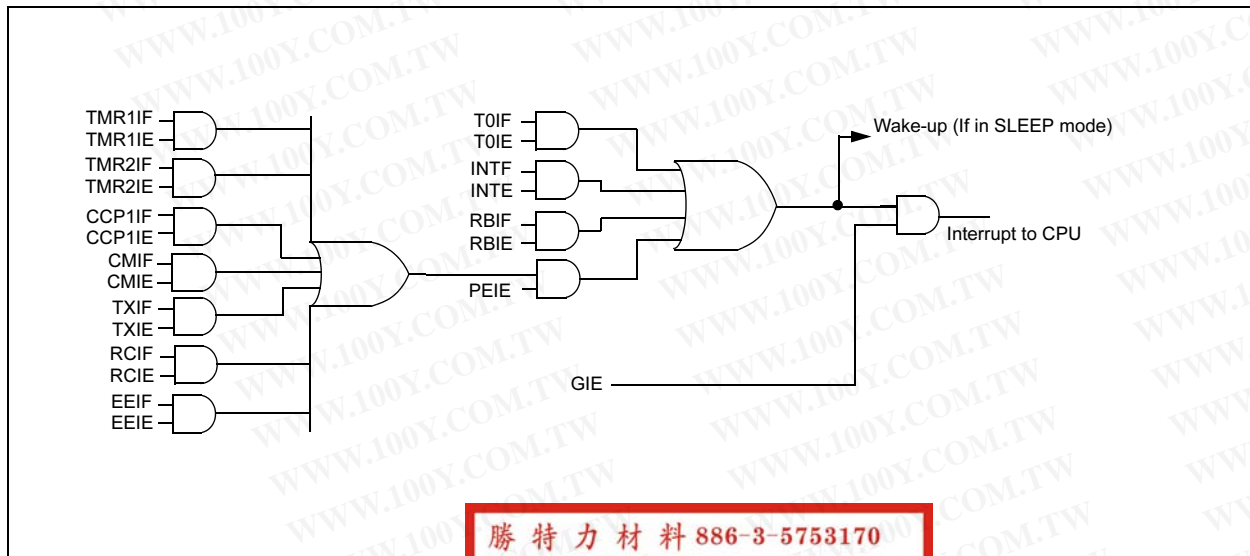 TMR1IF
TMR1IE
TMR2IF
TMR2IE
CCP1IF
CCP1IE
CMIF
CMIE
TXIF
TXIE
RCIF
RCIE
EEIF
EEIE
T0IF
T0IE
INTF
INTE
RBIF
RBIE
PEIE
GIE
Wake-up (If in SLEEP mode)
Interrupt to CPU
勝 特 力 材 料 886-3-5753170
WWW.100Y.COM.TW